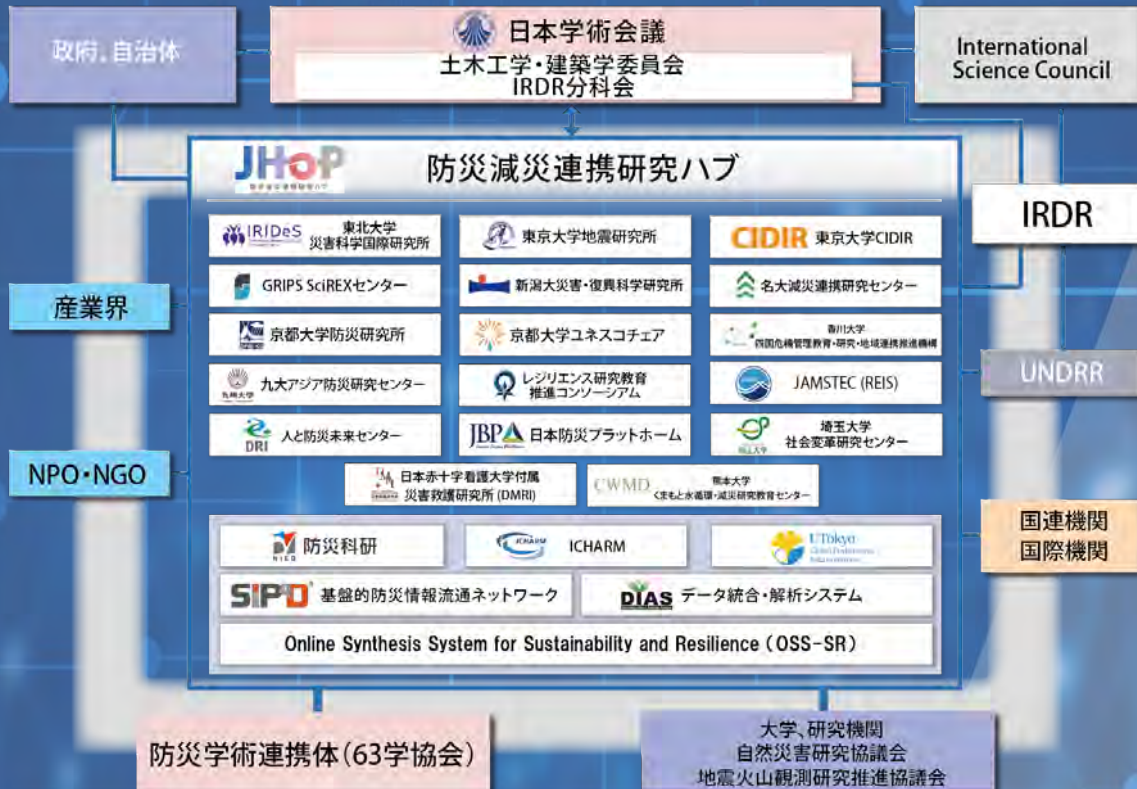 政府、自治体
日本学術会議
土木工学・建築学委員会
IRDR分科会
International
Science Council
JHoP
防災減災連携研究ハブ
防災減災連携研究ハブ
IRDR
IRIDeS
東北大学
災害科学国際研究所
東京大学地震研究所
CIDIR 東京大学CIDIR
GRIPS SciREXセンター
新潟大災害・復興科学研究所
名大減災連携研究センター
産業界
京都大学防災研究所
京都大学ユネスコチェア
香川大学
四国危機管理教育・研究・地域連携推進機構
九州大学
九大アジア防災研究センター
レジリエンス研究教育
推進コンソーシアム
JAMSTEC (REIS)
UNDRR
DRI
人と防災未来センター
JBP 日本防災プラットホーム
埼玉大学
社会変革研究センター
NPO・NGO
日本赤十字看護大学付属
災害救護研究所 (DMRI)
CWMD
熊本大学
くまもと水循環・減災研究教育センター
NIED
防災科研
ICHARM
ICHARM
UTokyo
国連機関
国際機関
SIP4D 基盤的防災情報流通ネットワーク
DIAS データ統合・解析システム
Online Synthesis System for Sustainability and Resilience (OSS-SR)
防災学術連携体(63学協会)
大学、研究機関
自然災害研究協議会
地震火山観測研究推進協議会